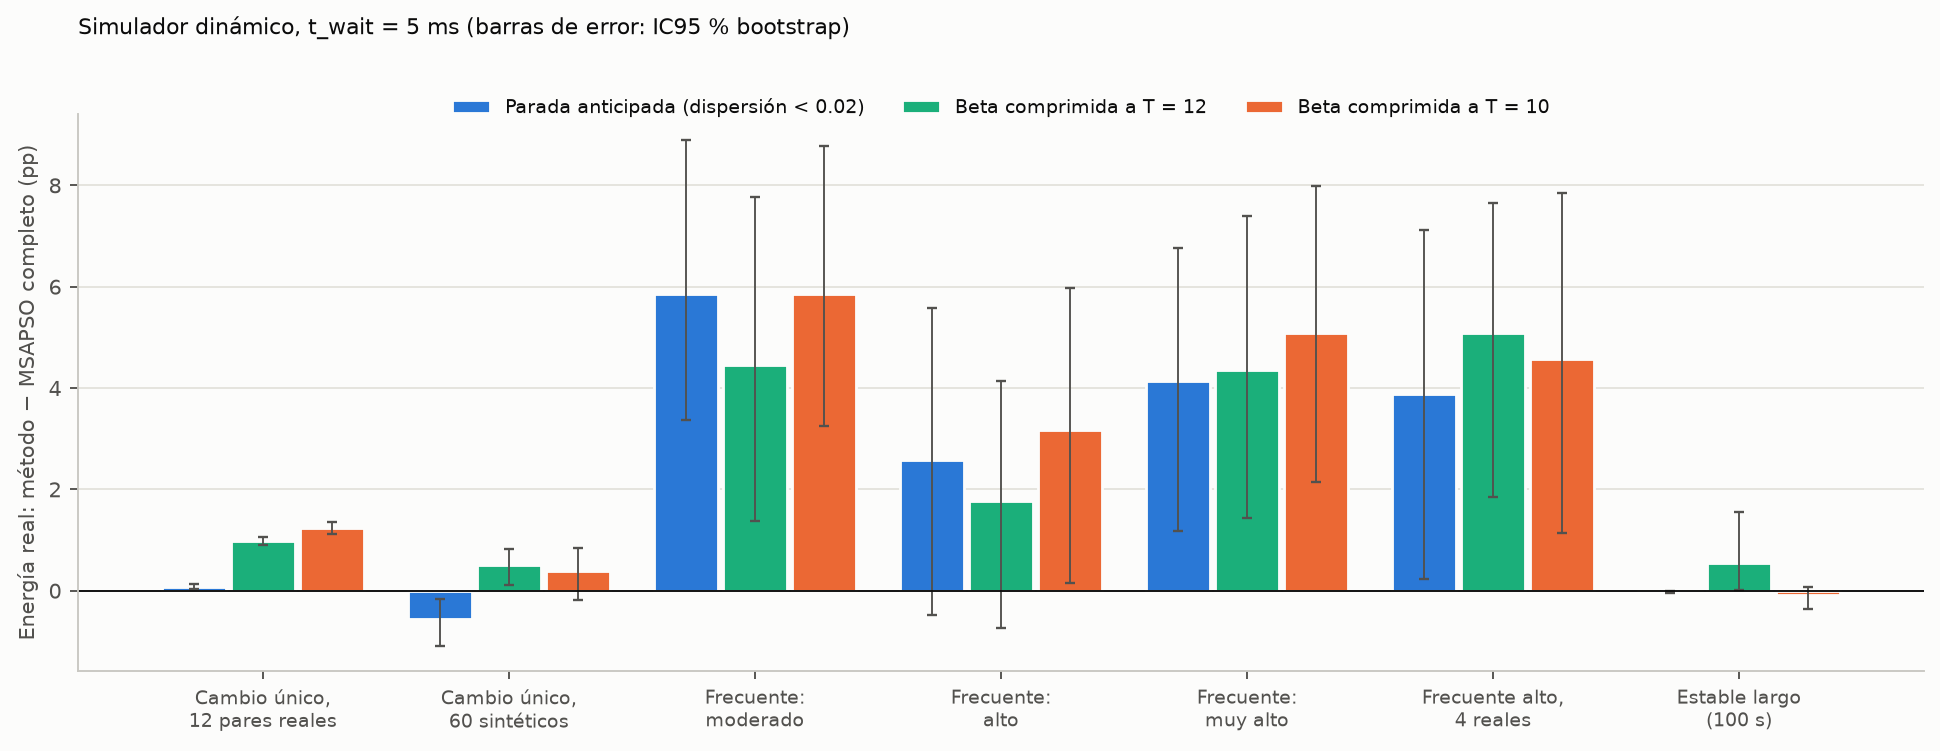 Simulador dinámico, t_wait = 5 ms (barras de error: IC95 % bootstrap)
Parada anticipada (dispersión < 0.02)
Beta comprimida a T = 12
Beta comprimida a T = 10
Energía real: método − MSAPSO completo (pp)
8
6
4
2
0
Cambio único,
12 pares reales
Cambio único,
60 sintéticos
Frecuente:
moderado
Frecuente:
alto
Frecuente:
muy alto
Frecuente alto,
4 reales
Estable largo
(100 s)